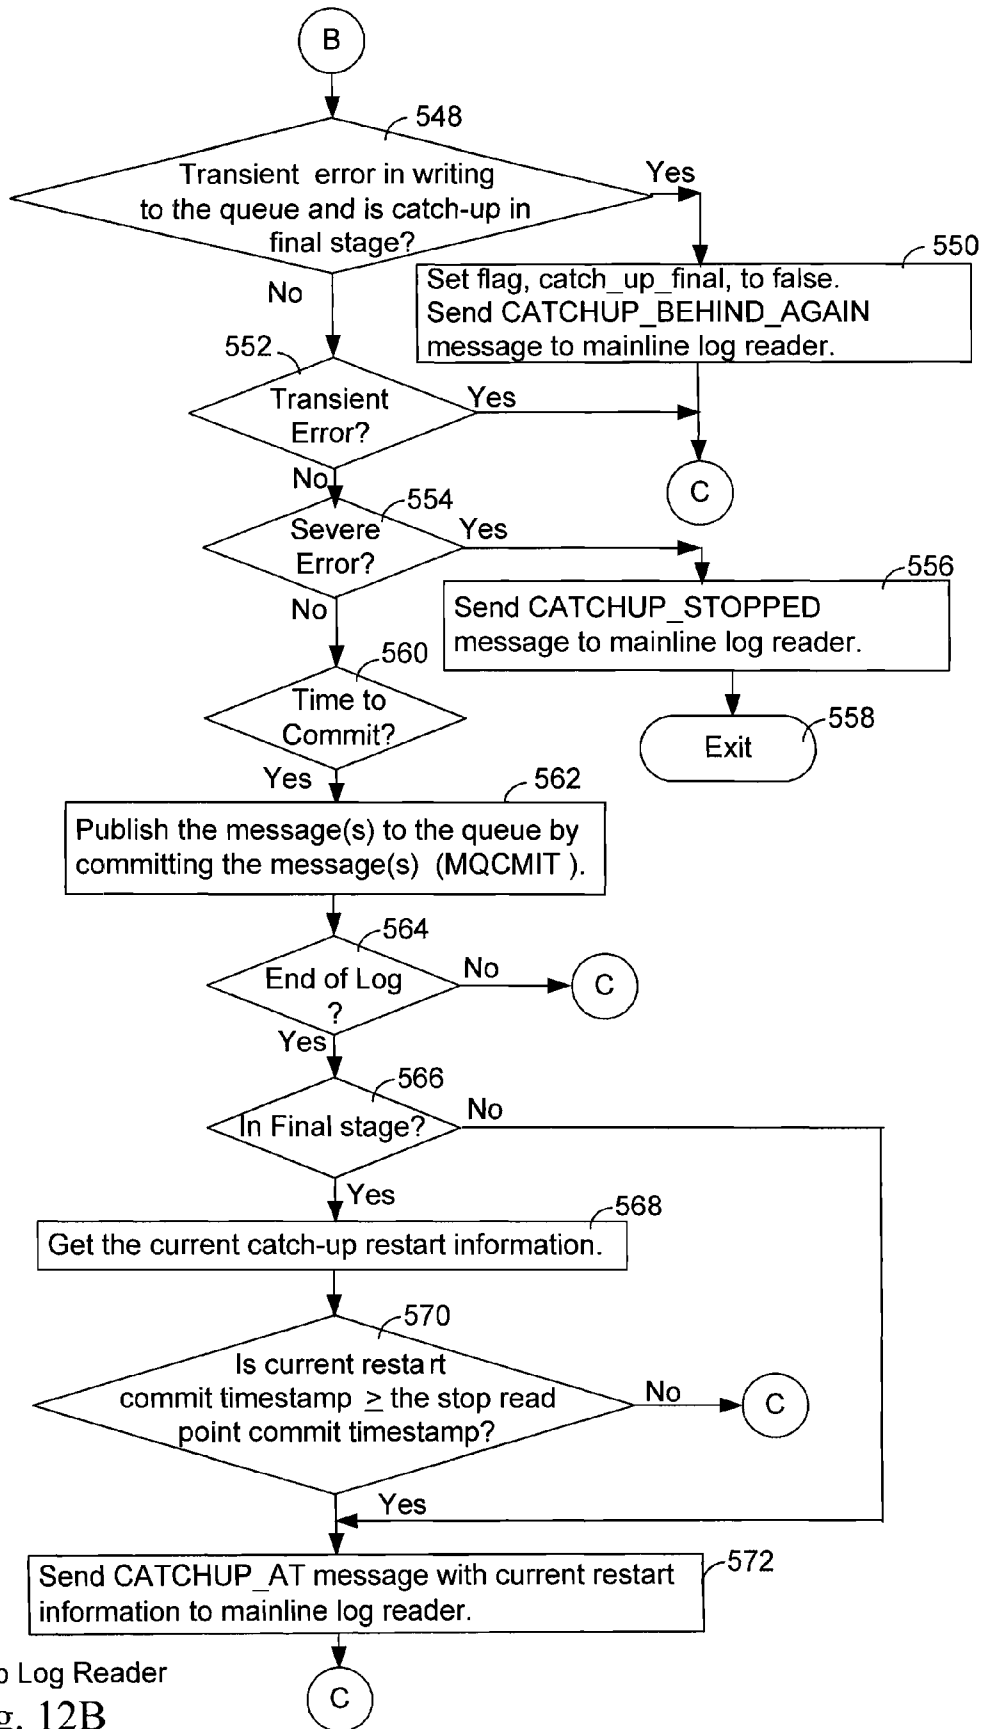 B
548
Transient error in writing
to the queue and is catch-up in
final stage?
Yes
No
550
Set flag, catch_up_final, to false.
Send CATCHUP_BEHIND_AGAIN
message to mainline log reader.
552
Transient
Error?
Yes
No
C
554
Severe
Error?
Yes
No
556
Send CATCHUP_STOPPED
message to mainline log reader.
560
Time to
Commit?
558
Exit
Yes
562
Publish the message(s) to the queue by
committing the message(s) (MQCMIT ).
564
End of Log
?
No
C
Yes
566
In Final stage?
No
Yes
568
Get the current catch-up restart information.
570
Is current restart
commit timestamp ≥ the stop read
point commit timestamp?
No
C
Yes
572
Send CATCHUP_AT message with current restart
information to mainline log reader.
Log Reader
C
12B